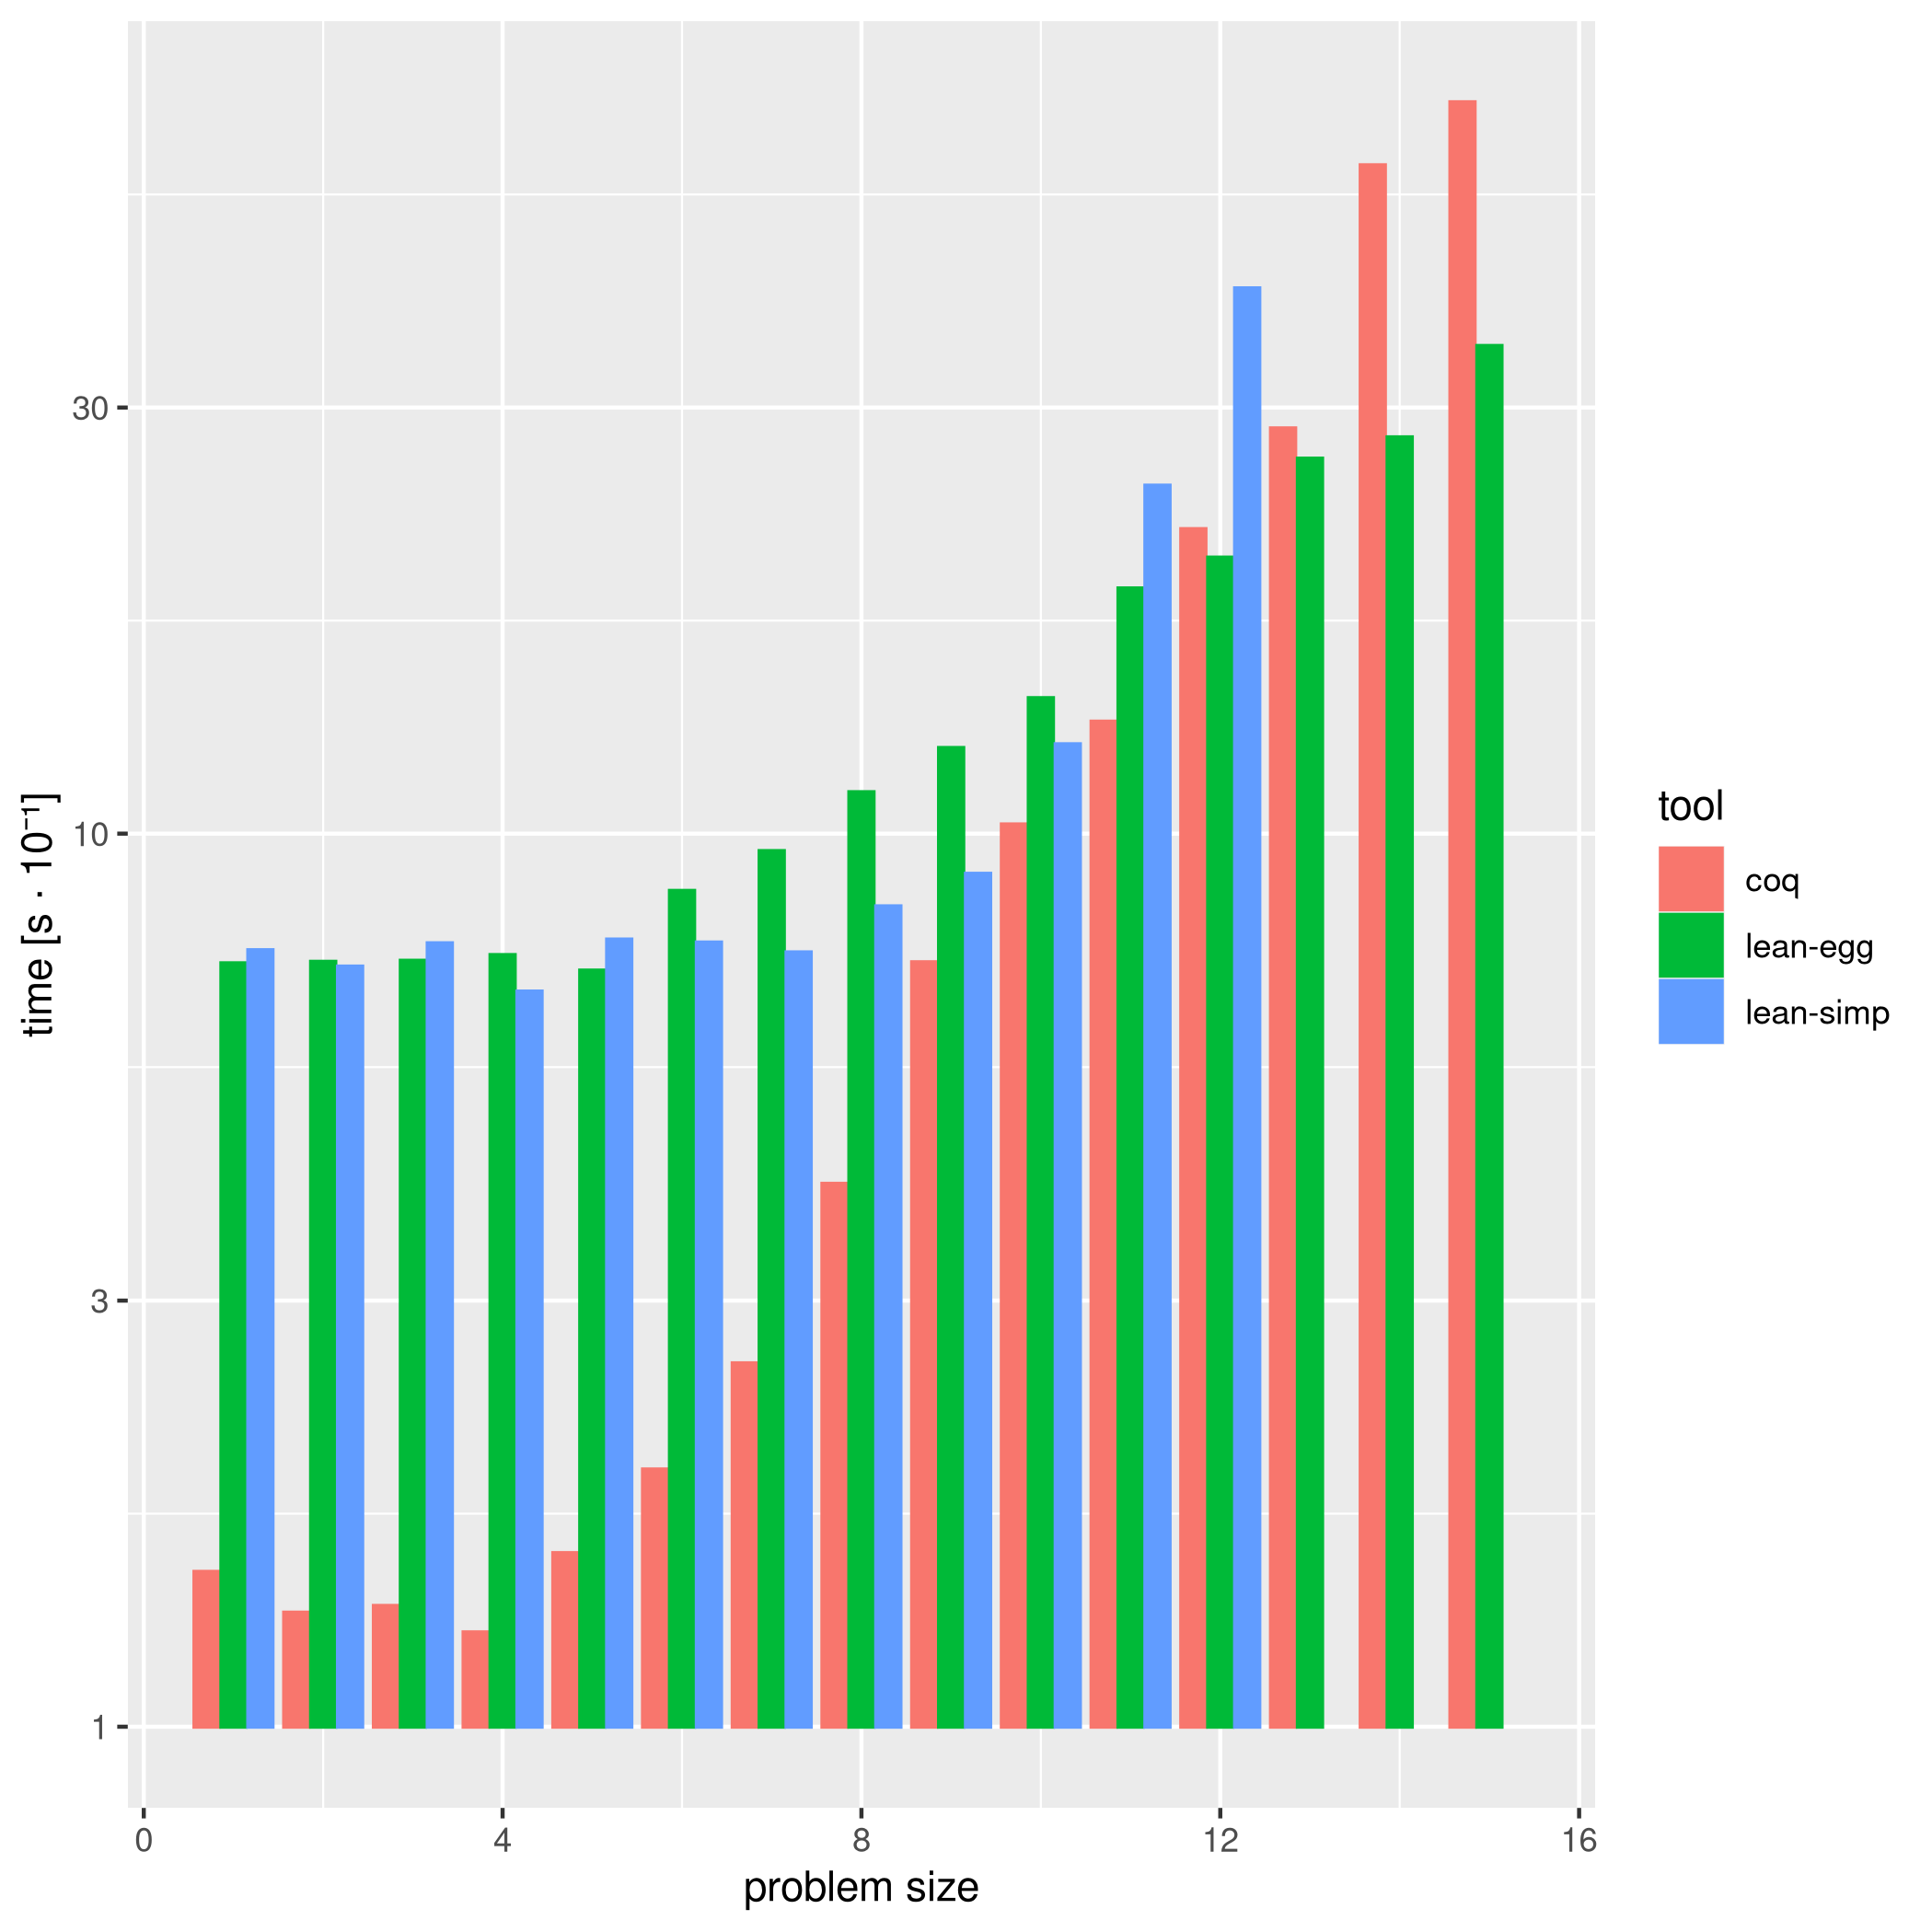 time [s · 10⁻¹]
30
10
3
1
0 4 8 12 16
problem size
tool
coq
lean-egg
lean-simp